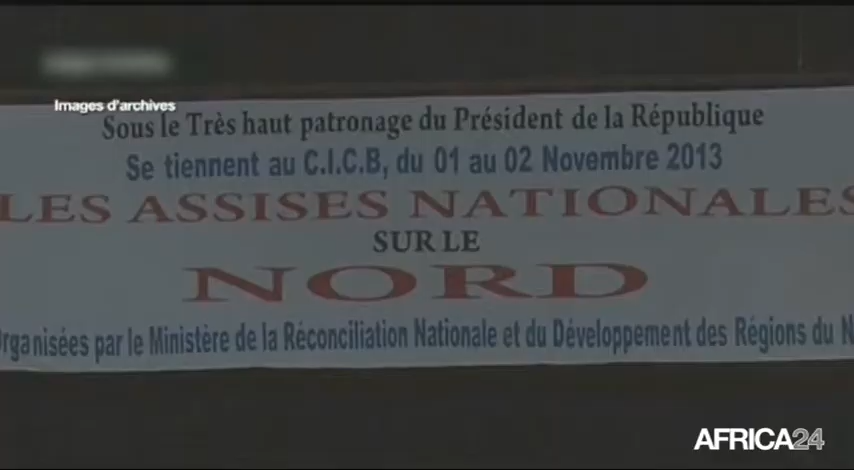 Images d'archives
Sous le Très haut patronage du Président de la République
Se tiennent au C.I.C.B, du 01 au 02 Novembre 2013
LES ASSISES NATIONALES
SUR LE
NORD
Organisées par le Ministère de la Réconciliation Nationale et du Développement des Régions du N
AFRICA24